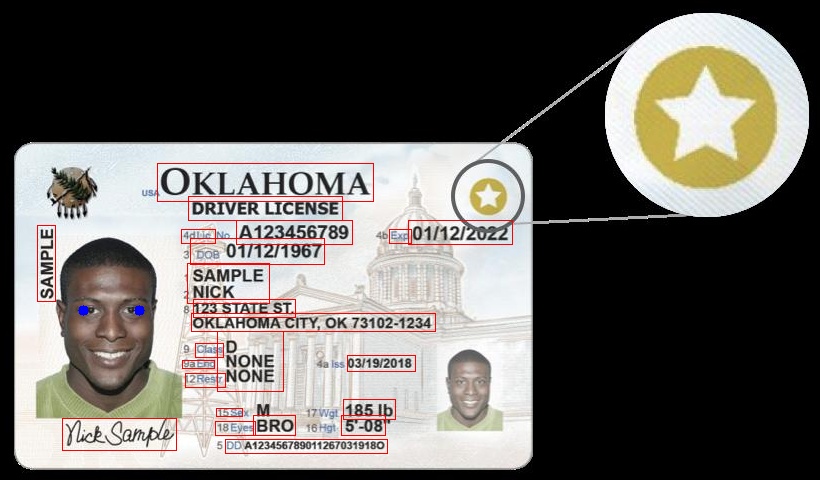 USA OKLAHOMA
DRIVER LICENSE
4d Lic No. A123456789 4b Exp 01/12/2022
3 DOB 01/12/1967
SAMPLE
1 SAMPLE
2 NICK
8 123 STATE ST.
OKLAHOMA CITY, OK 73102-1234
9 Class D
9a End NONE 4a Iss 03/19/2018
12 Restr NONE
15 Sex M 17 Wgt 185 lb
18 Eyes BRO 16 Hgt 5'-08"
Nick Sample
5 DD A123456789011267031918O